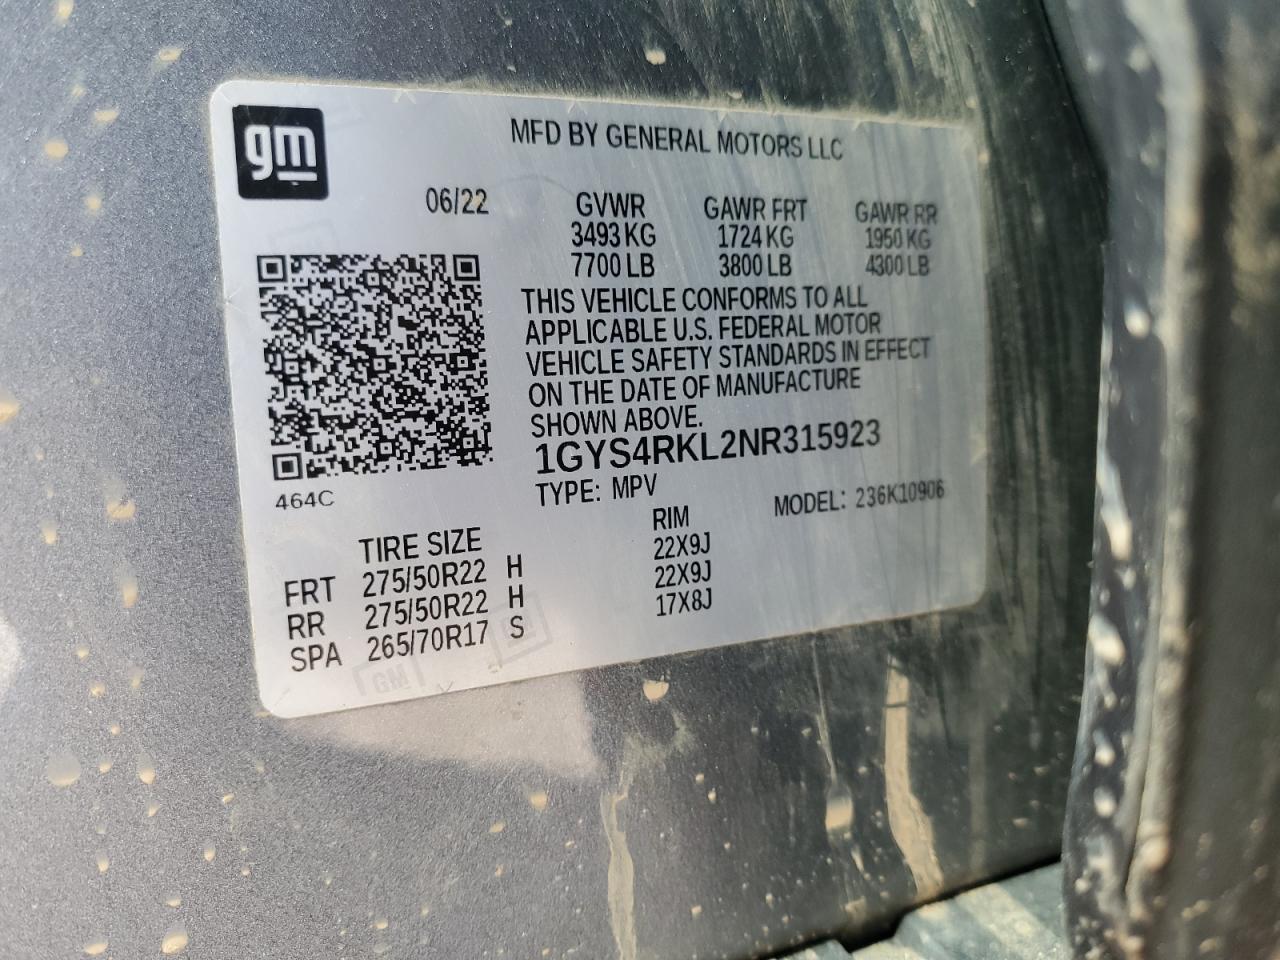 gm
MFD BY GENERAL MOTORS LLC
06/22 GVWR GAWR FRT GAWR RR
3493 KG 1724 KG 1950 KG
7700 LB 3800 LB 4300 LB
THIS VEHICLE CONFORMS TO ALL
APPLICABLE U.S. FEDERAL MOTOR
VEHICLE SAFETY STANDARDS IN EFFECT
ON THE DATE OF MANUFACTURE
SHOWN ABOVE.
1GYS4RKL2NR315923
464C
TYPE: MPV MODEL: 236K10906
TIRE SIZE RIM
FRT 275/50R22 H 22X9J
RR 275/50R22 H 22X9J
SPA 265/70R17 S 17X8J
GM